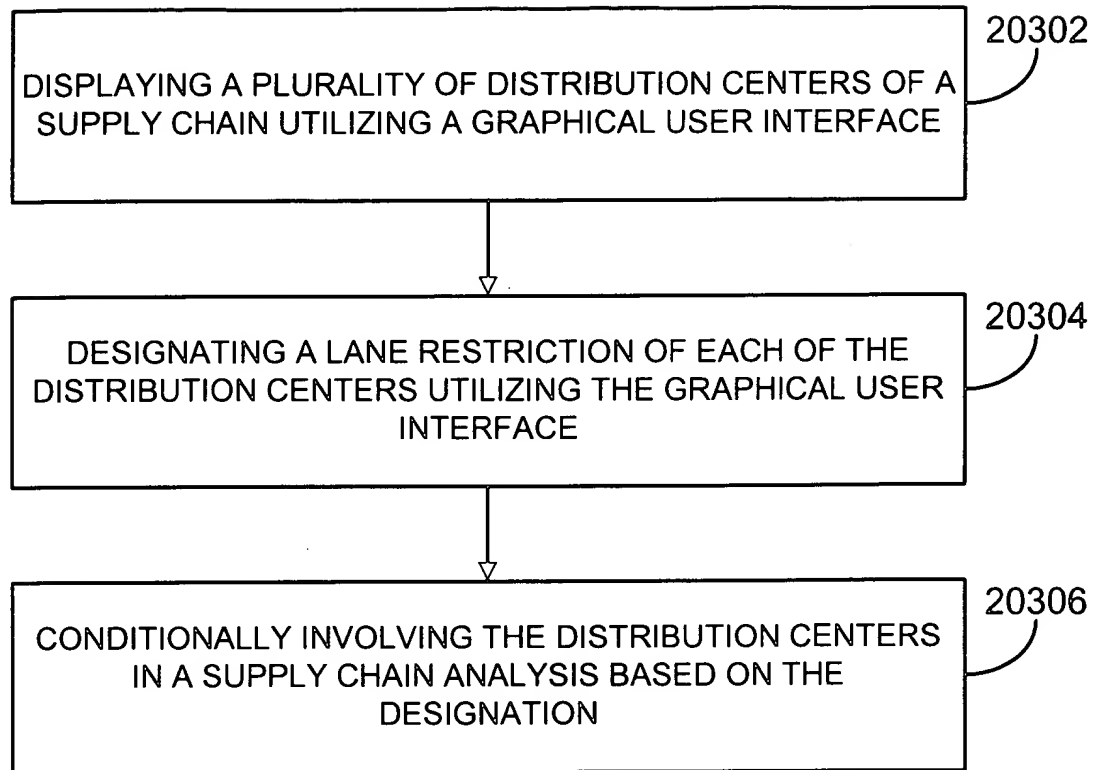 20302
DISPLAYING A PLURALITY OF DISTRIBUTION CENTERS OF A
SUPPLY CHAIN UTILIZING A GRAPHICAL USER INTERFACE
20304
DESIGNATING A LANE RESTRICTION OF EACH OF THE
DISTRIBUTION CENTERS UTILIZING THE GRAPHICAL USER
INTERFACE
20306
CONDITIONALLY INVOLVING THE DISTRIBUTION CENTERS
IN A SUPPLY CHAIN ANALYSIS BASED ON THE
DESIGNATION